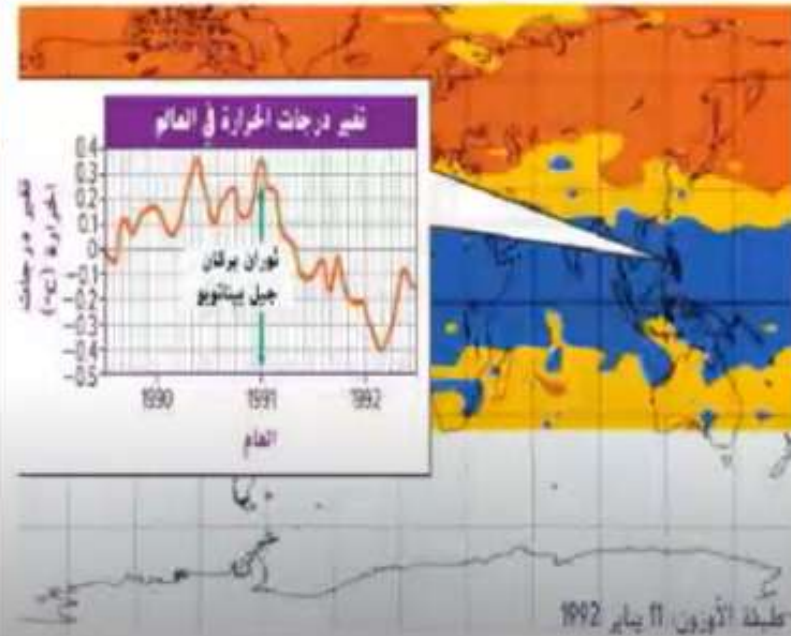 تغير درجات الحرارة في العالم
تغير درجات
الحرارة (°C)
0.4
0.3
0.2
0.1
0
-0.1
-0.2
-0.3
-0.4
-0.5
ثوران بركان
جبل بيناتوبو
1990
1991
1992
العام
طبقة الأوزون، 11 يناير 1992